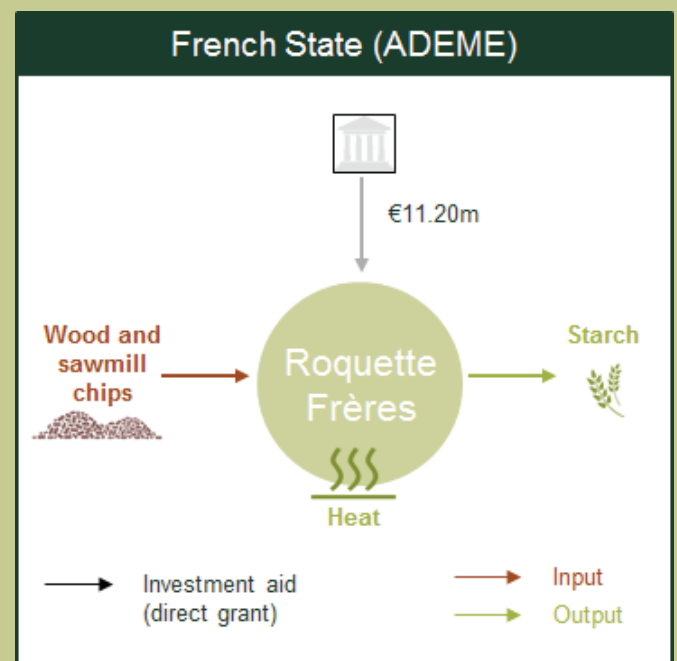 French State (ADEME)
€11.20m
Wood and
sawmill
chips
Roquette
Frères
Starch
Heat
Investment aid
(direct grant)
Input
Output